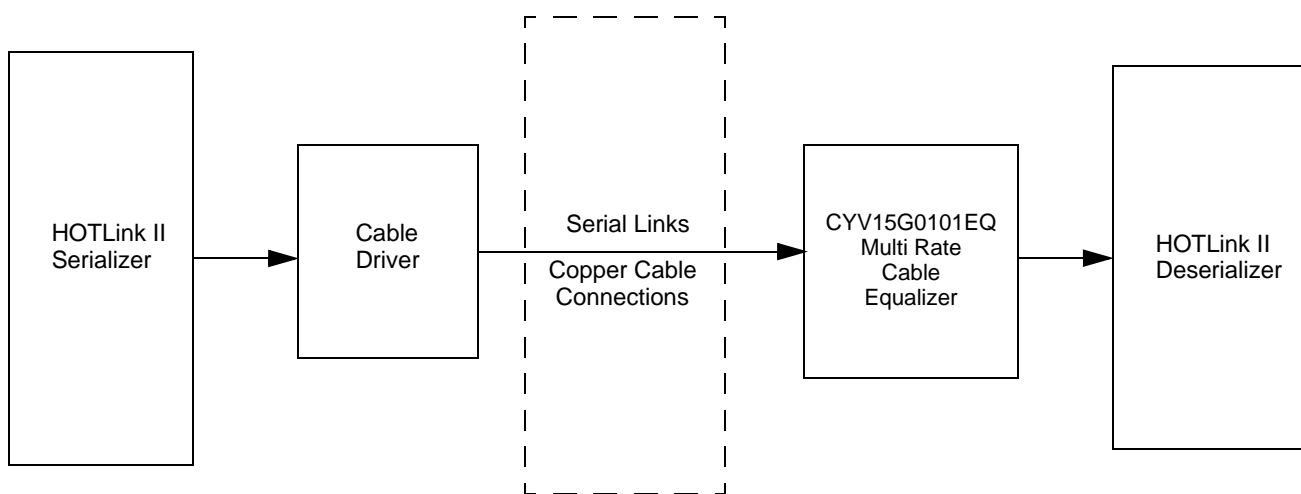 HOTLink II
Serializer
Cable
Driver
Serial Links
Copper Cable
Connections
CYV15G0101EQ
Multi Rate
Cable
Equalizer
HOTLink II
Deserializer